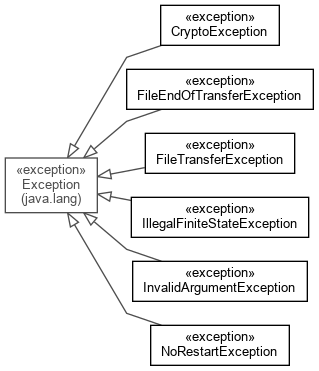 «exception»
CryptoException
«exception»
FileEndOfTransferException
«exception»
FileTransferException
«exception»
Exception
(java.lang)
«exception»
IllegalFiniteStateException
«exception»
InvalidArgumentException
«exception»
NoRestartException